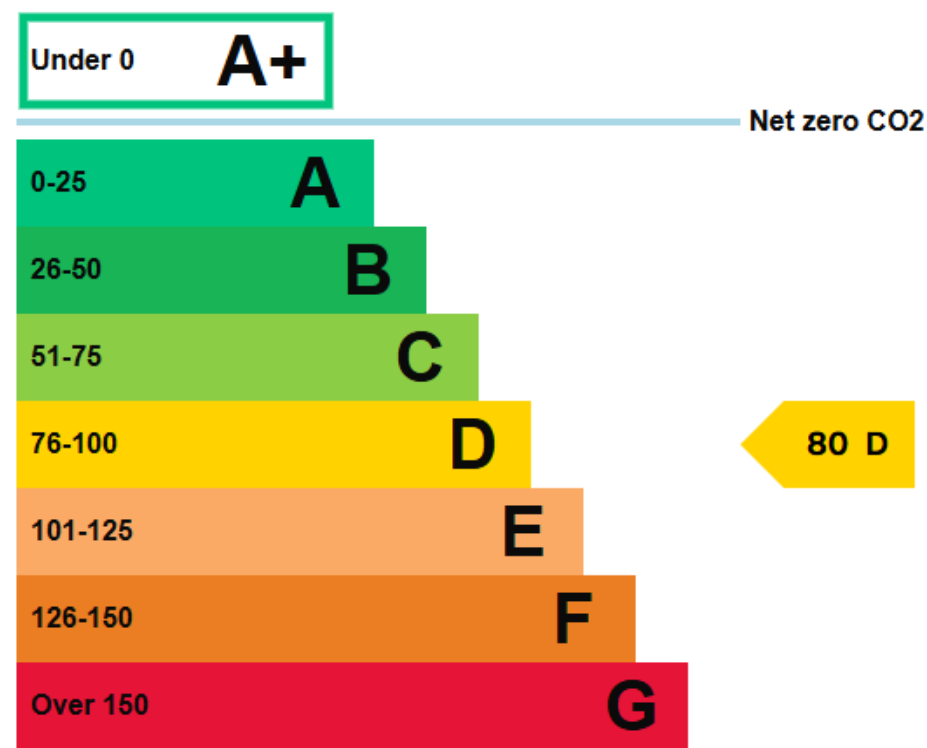 Under 0 A+
Net zero CO2
0-25 A
26-50 B
51-75 C
76-100 D
80 D
101-125 E
126-150 F
Over 150 G